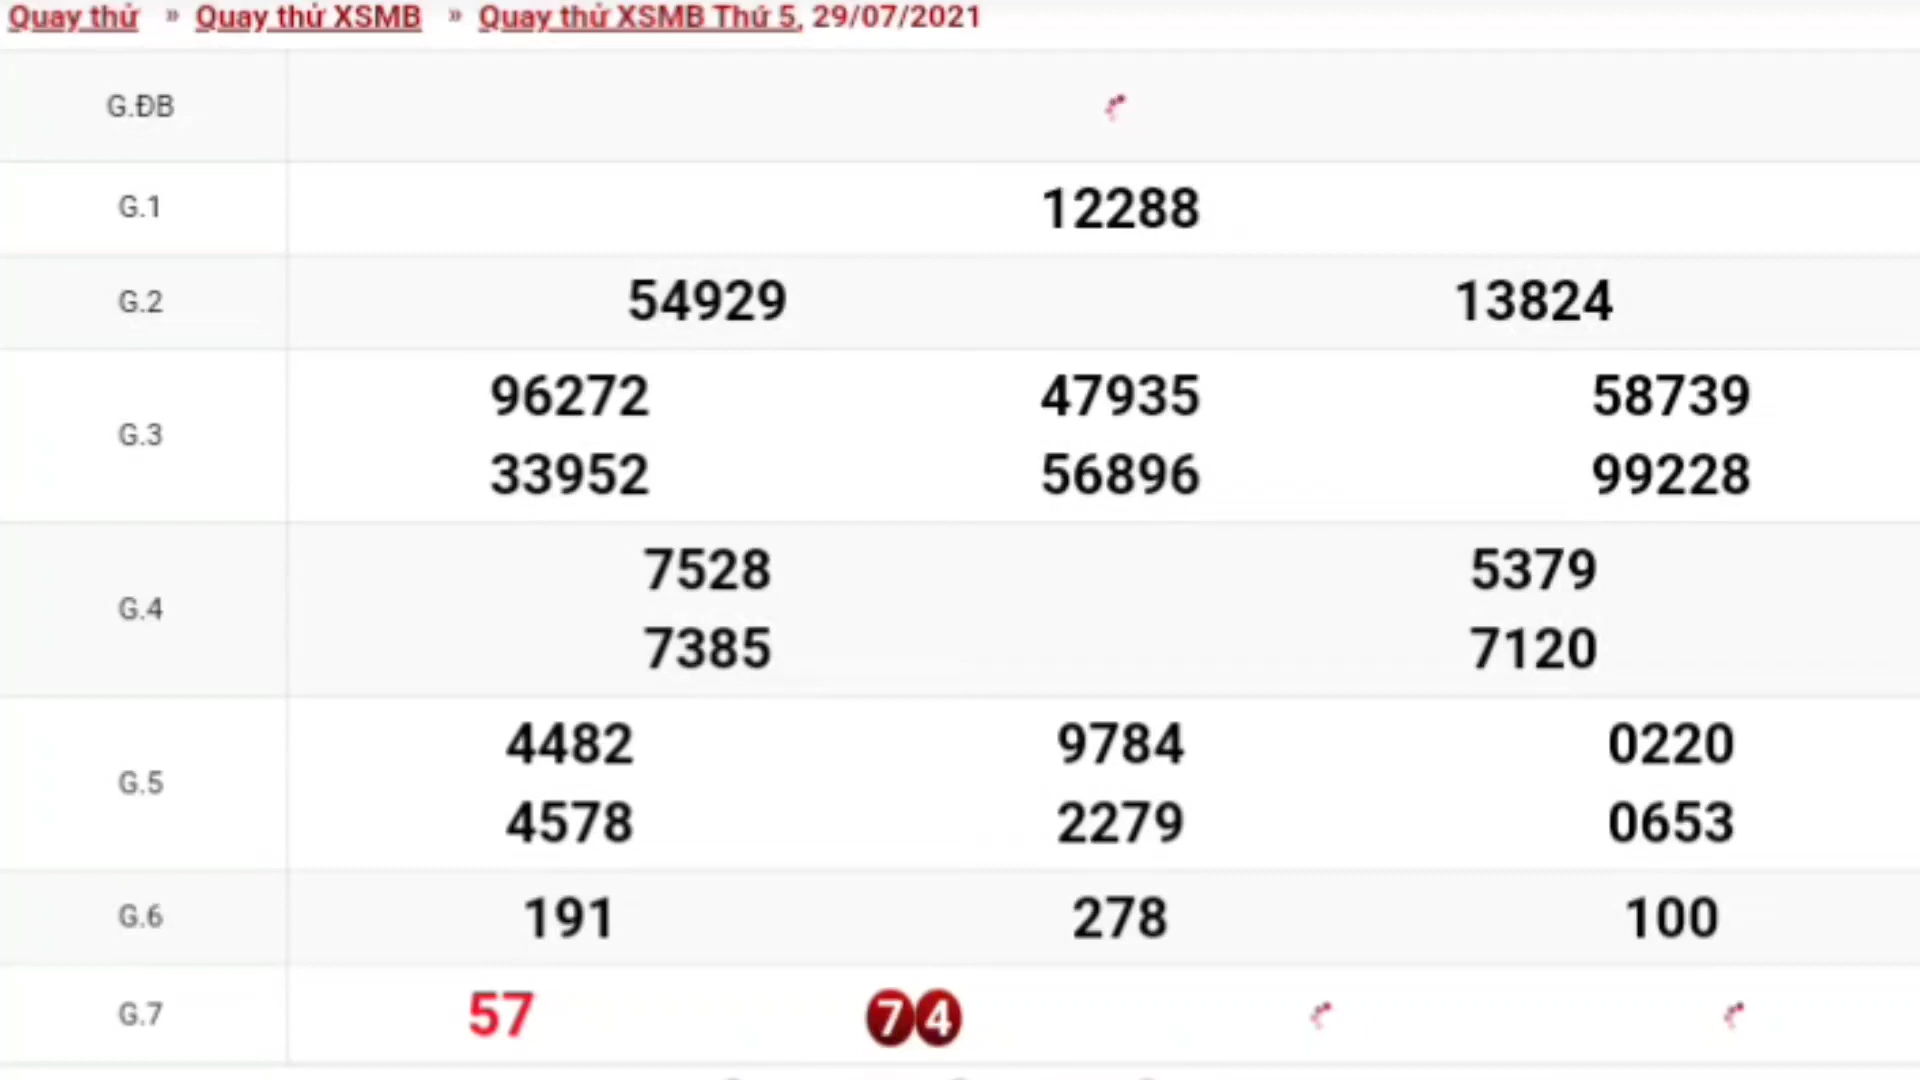 Quay thử » Quay thử XSMB » Quay thử XSMB Thứ 5, 29/07/2021
G.ĐB
G.1 12288
G.2 54929 13824
G.3 96272 47935 58739
33952 56896 99228
G.4 7528 5379
7385 7120
G.5 4482 9784 0220
4578 2279 0653
G.6 191 278 100
G.7 57 74